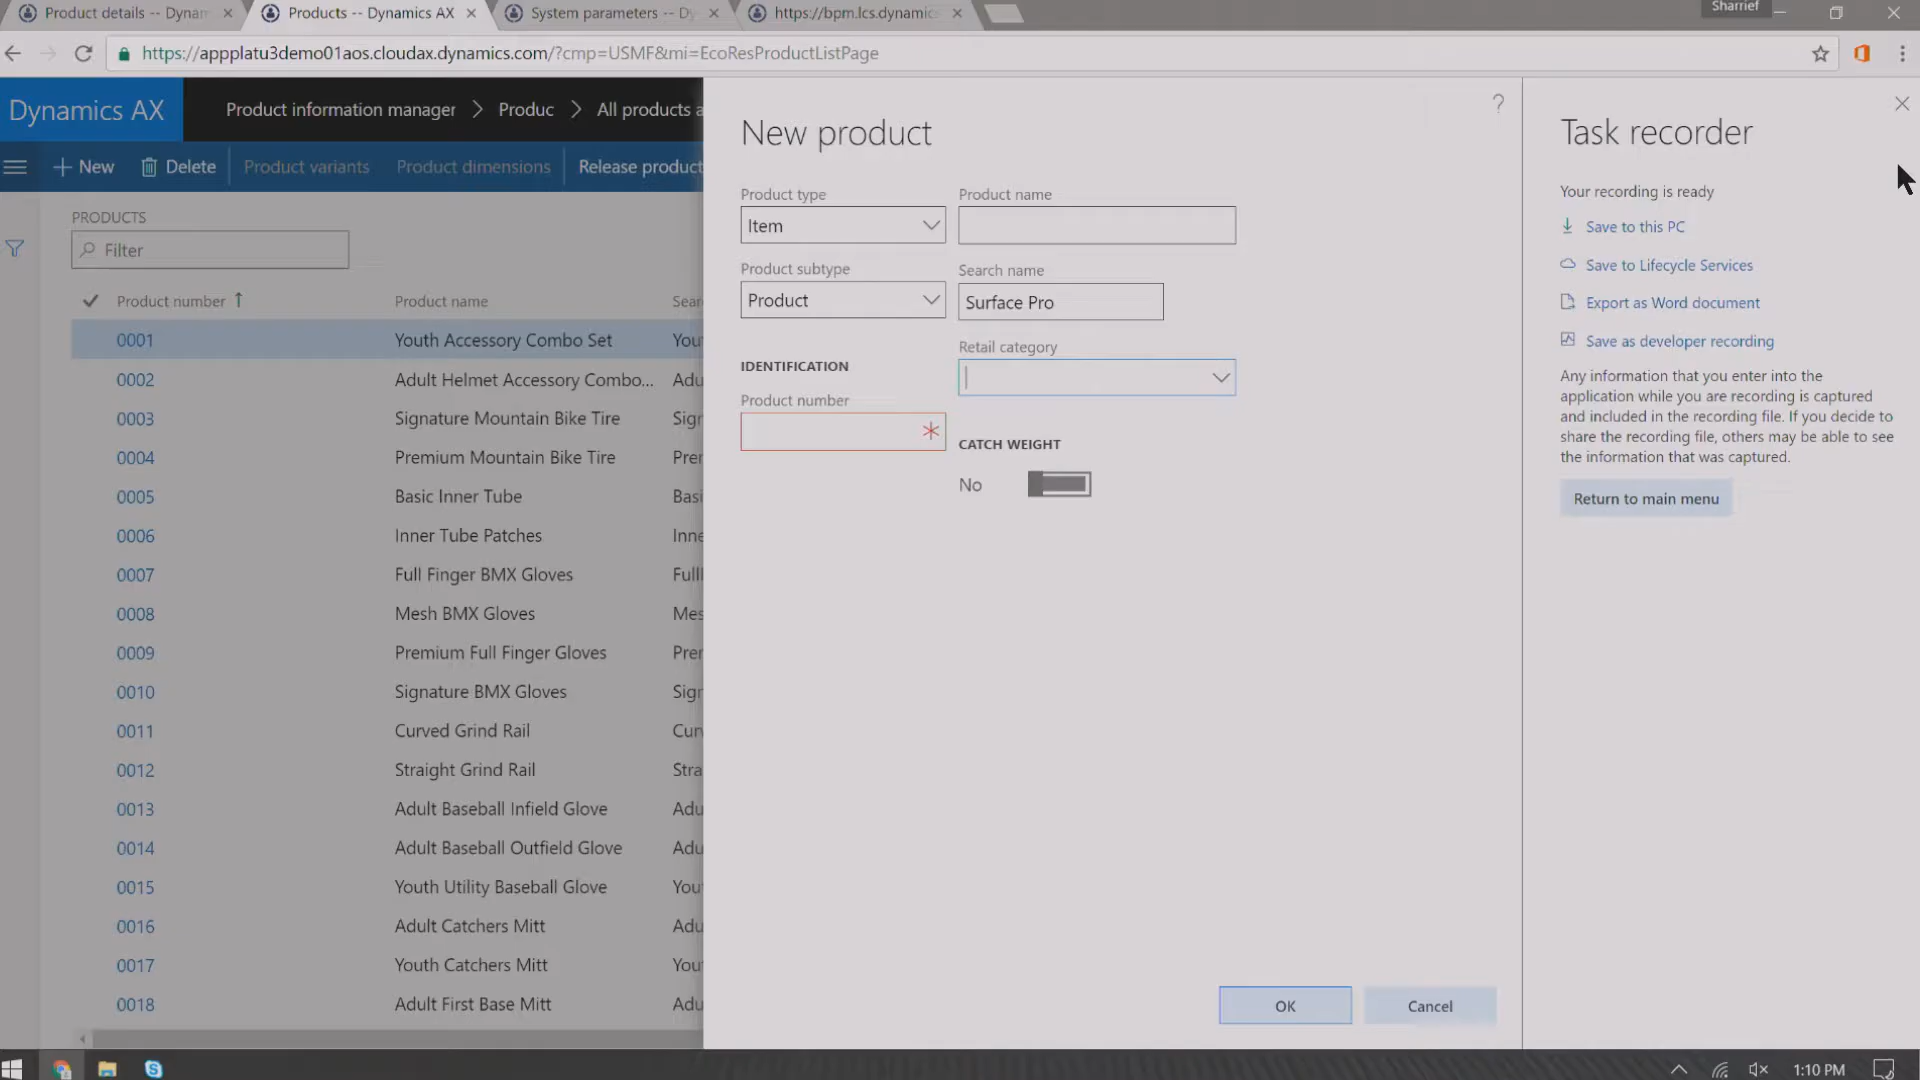 Product details -- Dynam
Products -- Dynamics AX
System parameters -- Dy
https://bpm.lcs.dynamics
Sharrief
https://appplatu3demo01aos.cloudax.dynamics.com/?cmp=USMF&mi=EcoResProductListPage
Dynamics AX
Product information manager > Produc > All products a
+ New
Delete
Product variants
Product dimensions
Release product
PRODUCTS
Filter
Product number
Product name
Sear
0001 Youth Accessory Combo Set You
0002 Adult Helmet Accessory Combo... Adu
0003 Signature Mountain Bike Tire Sign
0004 Premium Mountain Bike Tire Prer
0005 Basic Inner Tube Basi
0006 Inner Tube Patches Inne
0007 Full Finger BMX Gloves Fulll
0008 Mesh BMX Gloves Mes
0009 Premium Full Finger Gloves Prer
0010 Signature BMX Gloves Sign
0011 Curved Grind Rail Cur
0012 Straight Grind Rail Stra
0013 Adult Baseball Infield Glove Adu
0014 Adult Baseball Outfield Glove Adu
0015 Youth Utility Baseball Glove You
0016 Adult Catchers Mitt Adu
0017 Youth Catchers Mitt You
0018 Adult First Base Mitt Adu
?
New product
Product type
Item
Product name
Product subtype
Product
Search name
Surface Pro
IDENTIFICATION
Product number
*
Retail category
CATCH WEIGHT
No
OK
Cancel
Task recorder
Your recording is ready
Save to this PC
Save to Lifecycle Services
Export as Word document
Save as developer recording
Any information that you enter into the
application while you are recording is captured
and included in the recording file. If you decide to
share the recording file, others may be able to see
the information that was captured.
Return to main menu
1:10 PM